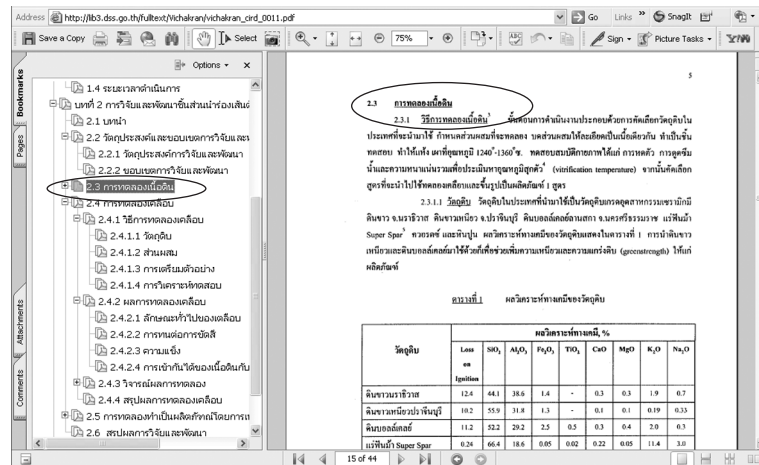 Address http://lib3.dss.go.th/fulltext/Vichakran/vichakran_cird_0011.pdf Go Links » SnagIt
Save a Copy Select 75% Sign Picture Tasks
Bookmarks
Pages
Attachments
Comments
Options ×
1.4 ระยะเวลาดำเนินการ
บทที่ 2 การวิจัยและพัฒนาชิ้นส่วนนำร่องเส้นด
2.1 บทนำ
2.2 วัตถุประสงค์และขอบเขตการวิจัยและ
2.2.1 วัตถุประสงค์การวิจัยและพัฒนา
2.2.2 ขอบเขตการวิจัยและพัฒนา
2.3 การทดลองเนื้อดิน
2.4 การทดลองเคลือบ
2.4.1 วิธีการทดลองเคลือบ
2.4.1.1 วัตถุดิบ
2.4.1.2 ส่วนผสม
2.4.1.3 การเตรียมตัวอย่าง
2.4.1.4 การวิเคราะห์ทดสอบ
2.4.2 ผลการทดลองเคลือบ
2.4.2.1 ลักษณะทั่วไปของเคลือบ
2.4.2.2 การทนต่อการขัดสี
2.4.2.3 ความแข็ง
2.4.2.4 การเข้ากันได้ของเนื้อดินกับ
2.4.3 วิจารณ์ผลการทดลอง
2.4.4 สรุปผลการทดลองเคลือบ
2.5 การทดลองทำเป็นผลิตภัณฑ์โดยการเท
2.6 สรุปผลการวิจัยและพัฒนา
5
2.3 การทดลองเนื้อดิน
2.3.1 วิธีการทดลองเนื้อดิน³ ขั้นตอนการดำเนินงานประกอบด้วยการคัดเลือกวัตถุดิบใน
ประเทศที่จะนำมาใช้ กำหนดส่วนผสมที่จะทดลอง บดส่วนผสมให้ละเอียดเป็นเนื้อเดียวกัน ทำเป็นชิ้น
ทดสอบ ทำให้แห้ง เผาที่อุณหภูมิ 1240°-1360°ซ. ทดสอบสมบัติกายภาพได้แก่ การหดตัว การดูดซึม
น้ำและความหนาแน่นรวมเพื่อประเมินหาอุณหภูมิสุกตัว⁴ (vitrification temperature) จากนั้นคัดเลือก
สูตรที่จะนำไปใช้ทดลองเคลือบและขึ้นรูปเป็นผลิตภัณฑ์ 1 สูตร
2.3.1.1 วัตถุดิบ วัตถุดิบในประเทศที่นำมาใช้เป็นวัตถุดิบเกรดอุตสาหกรรมเซรามิกมี
ดินขาว จ.นราธิวาส ดินขาวเหนียว จ.ปราจีนบุรี ดินบอลล์เคลย์ลานสกา จ.นครศรีธรรมราช แร่ฟันม้า
Super Spar⁵ ควอรตซ์ และหินปูน ผลวิเคราะห์ทางเคมีของวัตถุดิบแสดงในตารางที่ 1 การนำดินขาว
เหนียวและดินบอลล์เคลย์มาใช้ด้วยก็เพื่อช่วยเพิ่มความเหนียวและความแกร่งดิบ (greenstrength) ให้แก่
ผลิตภัณฑ์
ตารางที่ 1 ผลวิเคราะห์ทางเคมีของวัตถุดิบ
วัตถุดิบ ผลวิเคราะห์ทางเคมี, %
Loss on Ignition SiO₂ Al₂O₃ Fe₂O₃ TiO₂ CaO MgO K₂O Na₂O
ดินขาวนราธิวาส 12.4 44.1 38.6 1.4 - 0.3 0.3 1.9 0.7
ดินขาวเหนียวปราจีนบุรี 10.2 55.9 31.8 1.3 - 0.1 0.1 0.19 0.33
ดินบอลล์เคลย์ 11.2 52.2 29.2 2.5 0.5 0.3 0.4 2.0 0.3
แร่ฟันม้า Super Spar 0.24 66.4 18.6 0.05 0.02 0.22 0.05 11.4 3.0
15 of 44